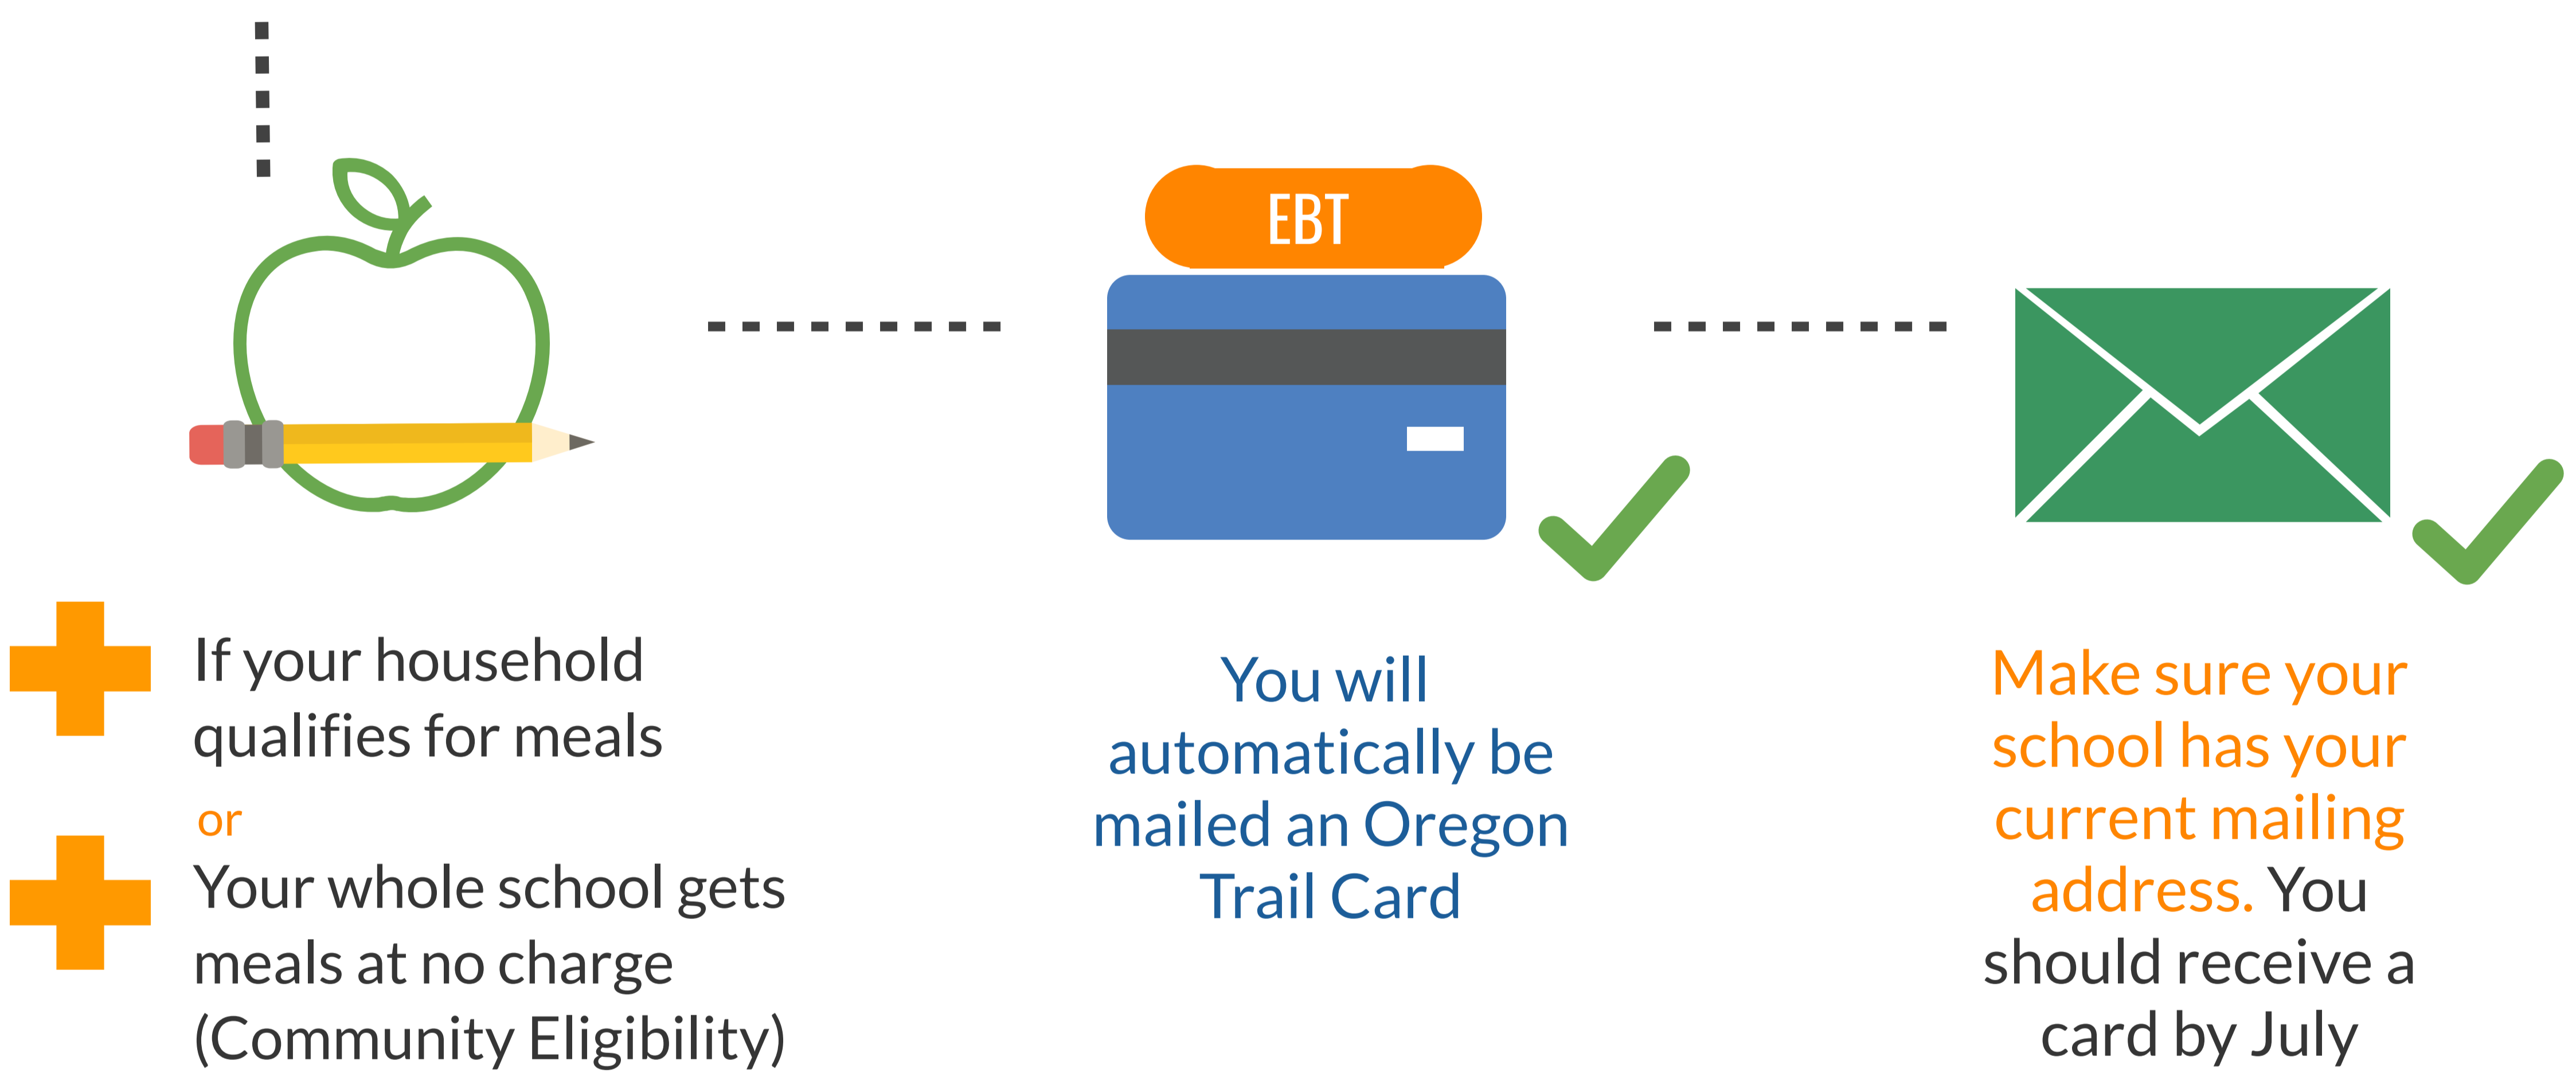 If your household
qualifies for meals
or
Your whole school gets
meals at no charge
(Community Eligibility)
EBT
You will
automatically be
mailed an Oregon
Trail Card
Make sure your
school has your
current mailing
address. You
should receive a
card by July